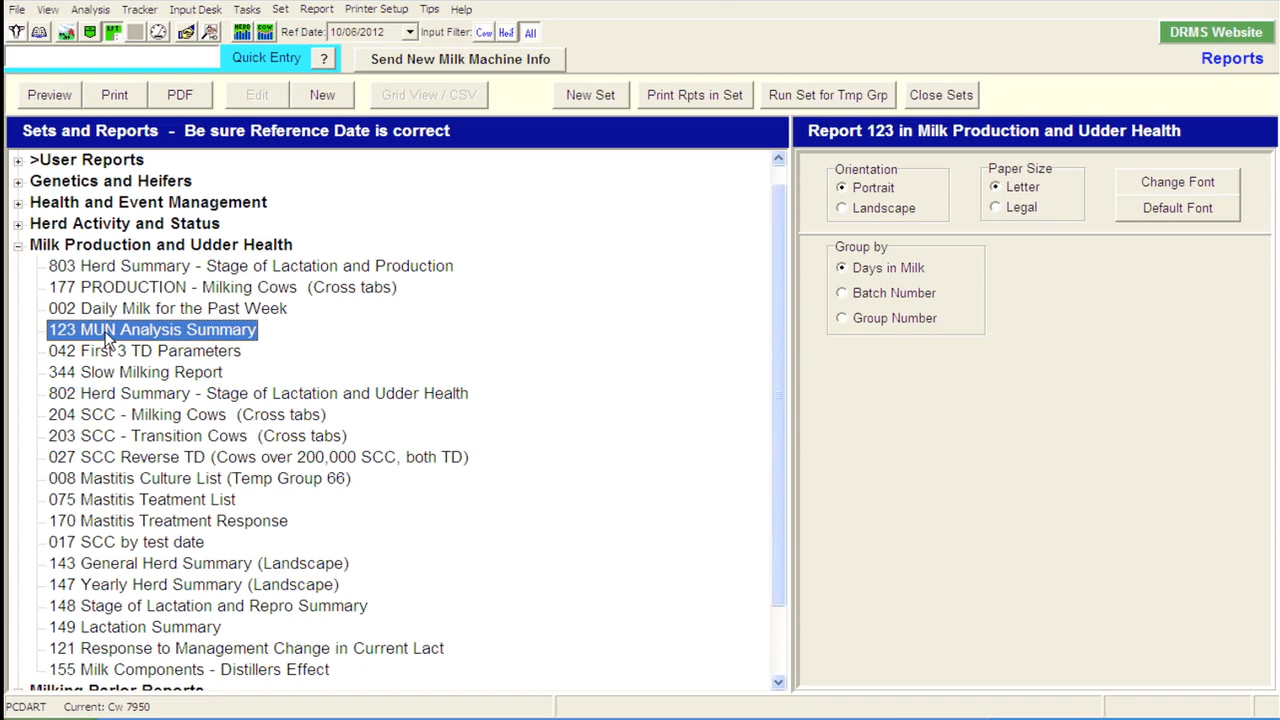 File View Analysis Tracker Input Desk Tasks Set Report Printer Setup Tips Help
HERD COW RPT Ref Date: 10/06/2012 Input Filter: Cow Heif All DRMS Website
Quick Entry ? Send New Milk Machine Info Reports
Preview Print PDF Edit New Grid View / CSV New Set Print Rpts in Set Run Set for Tmp Grp Close Sets
Sets and Reports - Be sure Reference Date is correct
>User Reports
Genetics and Heifers
Health and Event Management
Herd Activity and Status
Milk Production and Udder Health
803 Herd Summary - Stage of Lactation and Production
177 PRODUCTION - Milking Cows (Cross tabs)
002 Daily Milk for the Past Week
123 MUN Analysis Summary
042 First 3 TD Parameters
344 Slow Milking Report
802 Herd Summary - Stage of Lactation and Udder Health
204 SCC - Milking Cows (Cross tabs)
203 SCC - Transition Cows (Cross tabs)
027 SCC Reverse TD (Cows over 200,000 SCC, both TD)
008 Mastitis Culture List (Temp Group 66)
075 Mastitis Teatment List
170 Mastitis Treatment Response
017 SCC by test date
143 General Herd Summary (Landscape)
147 Yearly Herd Summary (Landscape)
148 Stage of Lactation and Repro Summary
149 Lactation Summary
121 Response to Management Change in Current Lact
155 Milk Components - Distillers Effect
Milking Parlor Reports
Report 123 in Milk Production and Udder Health
Orientation
Portrait
Landscape
Paper Size
Letter
Legal
Change Font
Default Font
Group by
Days in Milk
Batch Number
Group Number
PCDART Current: Cw 7950